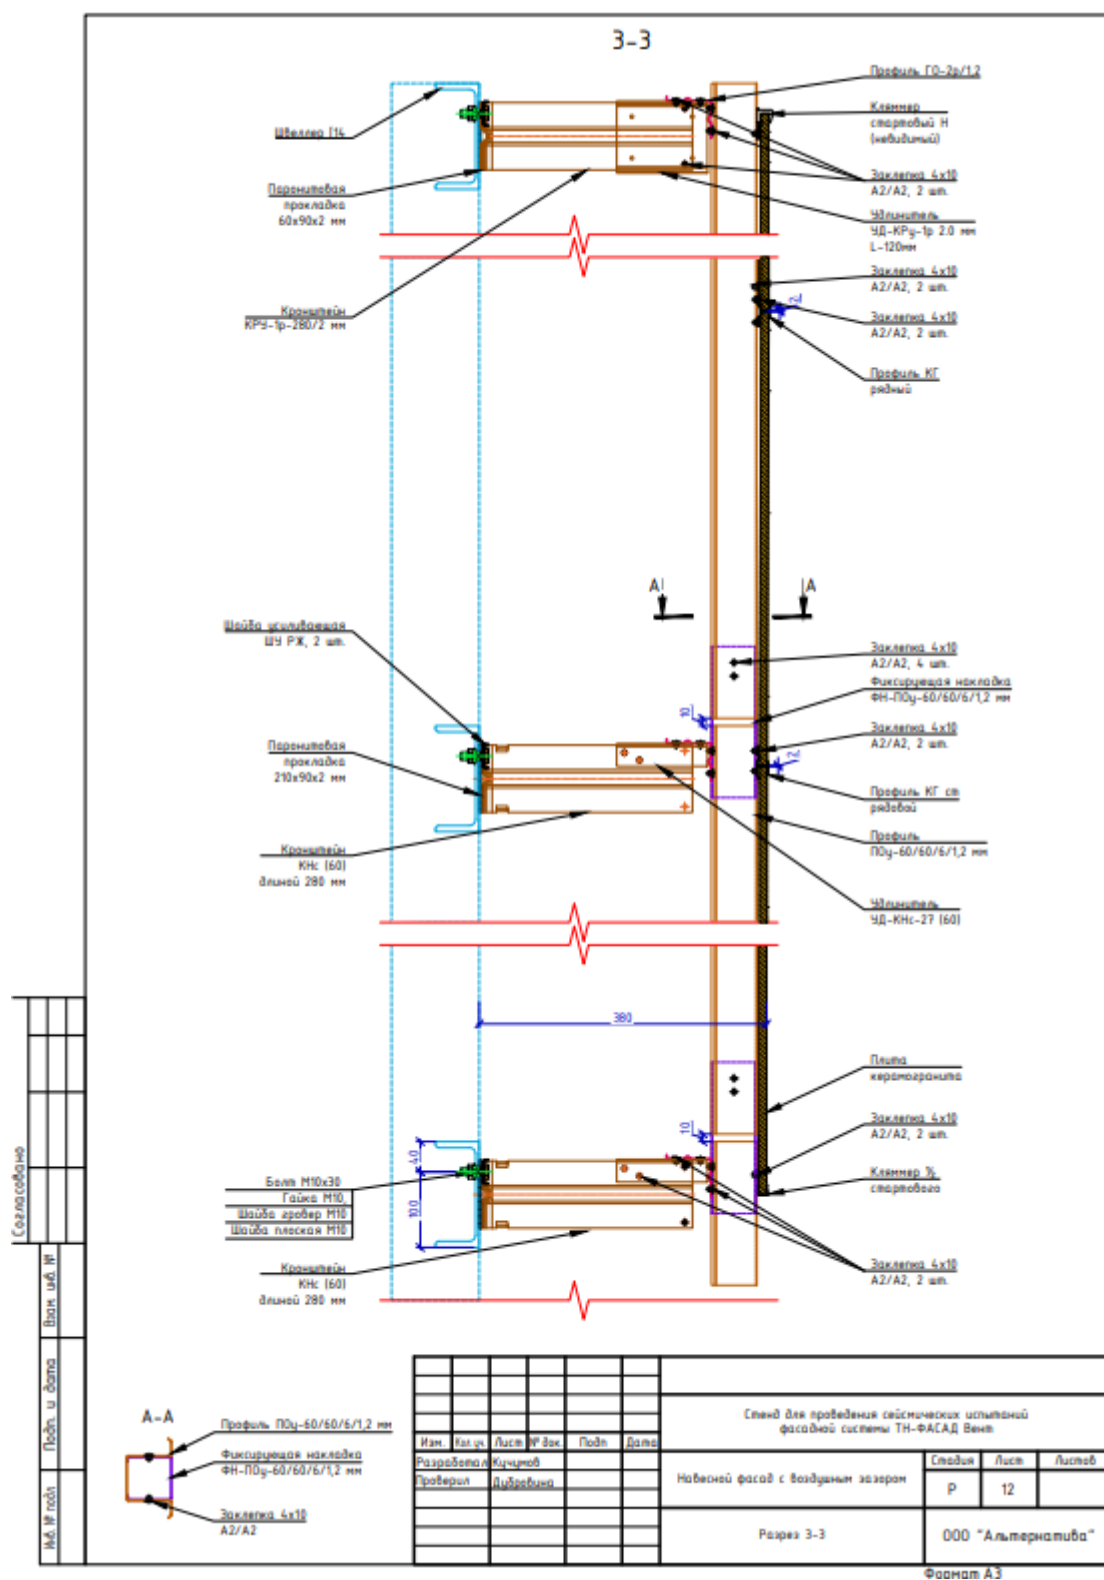 3-3
Профиль ГО-2р/1,2
Кляммер
стартовый Н
(невидимый)
Швеллер [14
Заклепка 4х10
А2/А2, 2 шт.
Паронитовая
прокладка
60х90х2 мм
Удлинитель
УД-КРу-1р 2.0 мм
L-120мм
Заклепка 4х10
А2/А2, 2 шт.
2
Кронштейн
КРУ-1р-280/2 мм
Заклепка 4х10
А2/А2, 2 шт.
Профиль КГ
рядный
А
А
Шайба усиливающая
ШУ РЖ, 2 шт.
Заклепка 4х10
А2/А2, 4 шт.
Фиксирующая накладка
ФН-ПОу-60/60/6/1,2 мм
10
Заклепка 4х10
А2/А2, 2 шт.
2
Паронитовая
прокладка
210х90х2 мм
Профиль КГ ст
рядовой
Профиль
ПОу-60/60/6/1,2 мм
Кронштейн
КНс (60)
длиной 280 мм
Удлинитель
УД-КНс-27 (60)
380
Плита
керамогранита
10
Заклепка 4х10
А2/А2, 2 шт.
40
Кляммер ½
стартового
100
Болт М10х30
Гайка М10,
Шайба гровер М10
Шайба плоская М10
Кронштейн
КНс (60)
длиной 280 мм
Заклепка 4х10
А2/А2, 2 шт.
Согласовано
Взам. инв. №
Подп. и дата
Инв. № подл
А-А
Профиль ПОу-60/60/6/1,2 мм
Фиксирующая накладка
ФН-ПОу-60/60/6/1,2 мм
Заклепка 4х10
А2/А2
Стенд для проведения сейсмических испытаний
фасадной системы ТН-ФАСАД Вент
Изм. Кол.уч. Лист № док. Подп Дата
Разработал Кучумов
Проверил Дубровина
Навесной фасад с воздушным зазором
Стадия Лист Листов
Р 12
Разрез 3-3
ООО "Альтернатива"
Формат А3